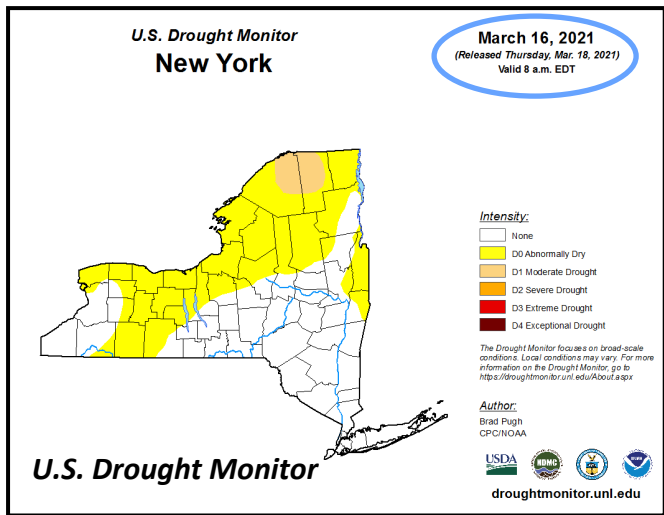 U.S. Drought Monitor
New York
March 16, 2021
(Released Thursday, Mar. 18, 2021)
Valid 8 a.m. EDT
Intensity:
None
D0 Abnormally Dry
D1 Moderate Drought
D2 Severe Drought
D3 Extreme Drought
D4 Exceptional Drought
The Drought Monitor focuses on broad-scale
conditions. Local conditions may vary. For more
information on the Drought Monitor, go to
https://droughtmonitor.unl.edu/About.aspx
Author:
Brad Pugh
CPC/NOAA
U.S. Drought Monitor
USDA
NDMC
NOAA
droughtmonitor.unl.edu